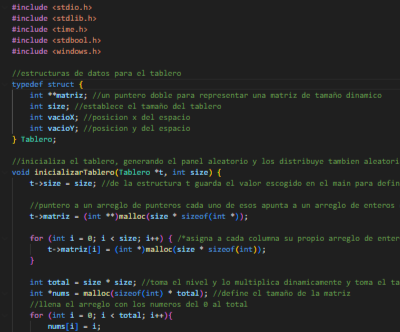 #include <stdio.h>
#include <stdlib.h>
#include <time.h>
#include <stdbool.h>
#include <windows.h>
//estructuras de datos para el tablero
typedef struct {
int **matriz; //un puntero doble para representar una matriz de tamaño dinamico
int size; //establece el tamaño del tablero
int vacioX; //posicion x del espacio
int vacioY; //posicion y del espacio
} Tablero;
//inicializa el tablero, generando el panel aleatorio y los distribuye tambien aleatori
void inicializarTablero(Tablero *t, int size) {
t->size = size; //de la estructura t guarda el valor escogido en el main para defin
//puntero a un arreglo de punteros cada uno de esos apunta a un arreglo de enteros
t->matriz = (int **)malloc(size * sizeof(int *));
for (int i = 0; i < size; i++) { /*asigna a cada columna su propio arreglo de enter
t->matriz[i] = (int *)malloc(size * sizeof(int));
}
int total = size * size; //toma el nivel y lo multiplica dinamicamente y toma el ta
int *nums = malloc(sizeof(int) * total); //define el tamaño de la matriz
//llena el arreglo con los numeros del 0 al total
for (int i = 0; i < total; i++){
nums[i] = i;